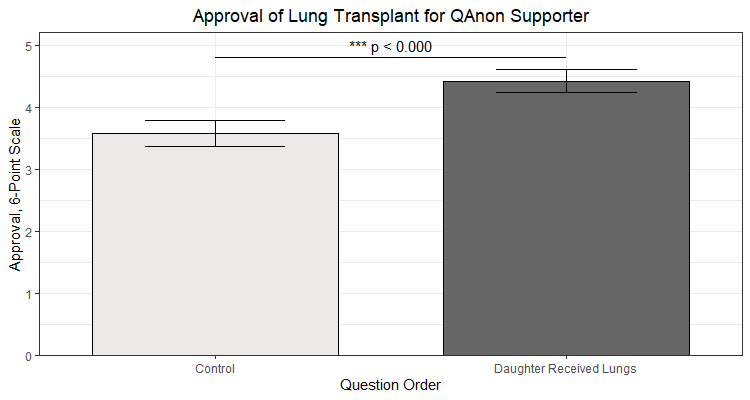 Approval of Lung Transplant for QAnon Supporter
*** p < 0.000
5
4
3
2
1
0
Approval, 6-Point Scale
Control
Daughter Received Lungs
Question Order